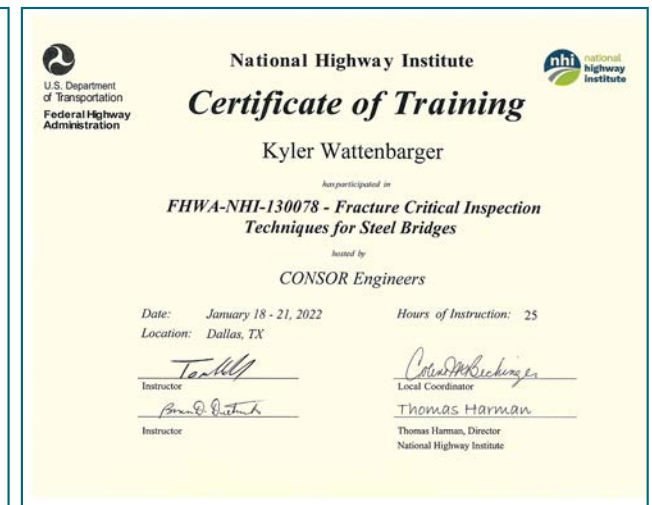 U.S. Department
of Transportation
Federal Highway
Administration
National Highway Institute
nhi national
highway
institute
Certificate of Training
Kyler Wattenbarger
has participated in
FHWA-NHI-130078 - Fracture Critical Inspection
Techniques for Steel Bridges
hosted by
CONSOR Engineers
Date: January 18 - 21, 2022
Hours of Instruction: 25
Location: Dallas, TX
Instructor
Local Coordinator
Thomas Harman
Instructor
Thomas Harman, Director
National Highway Institute